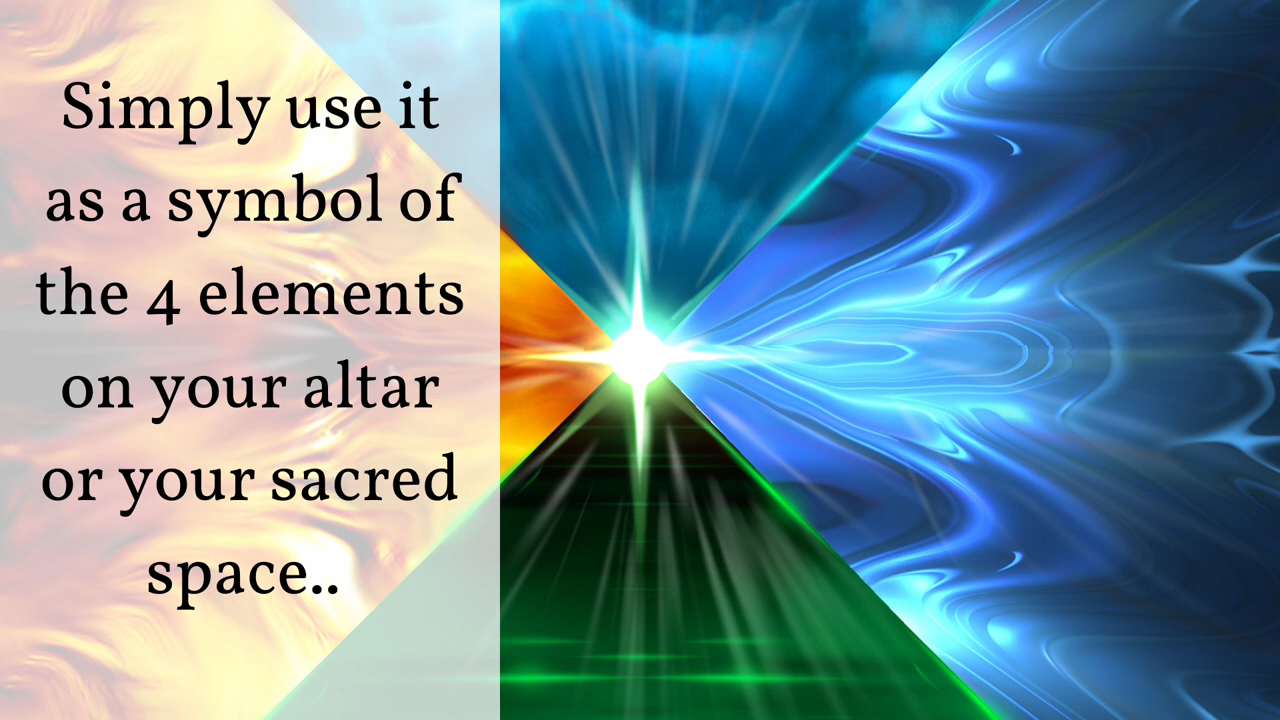 Simply use it
as a symbol of
the 4 elements
on your altar
or your sacred
space..